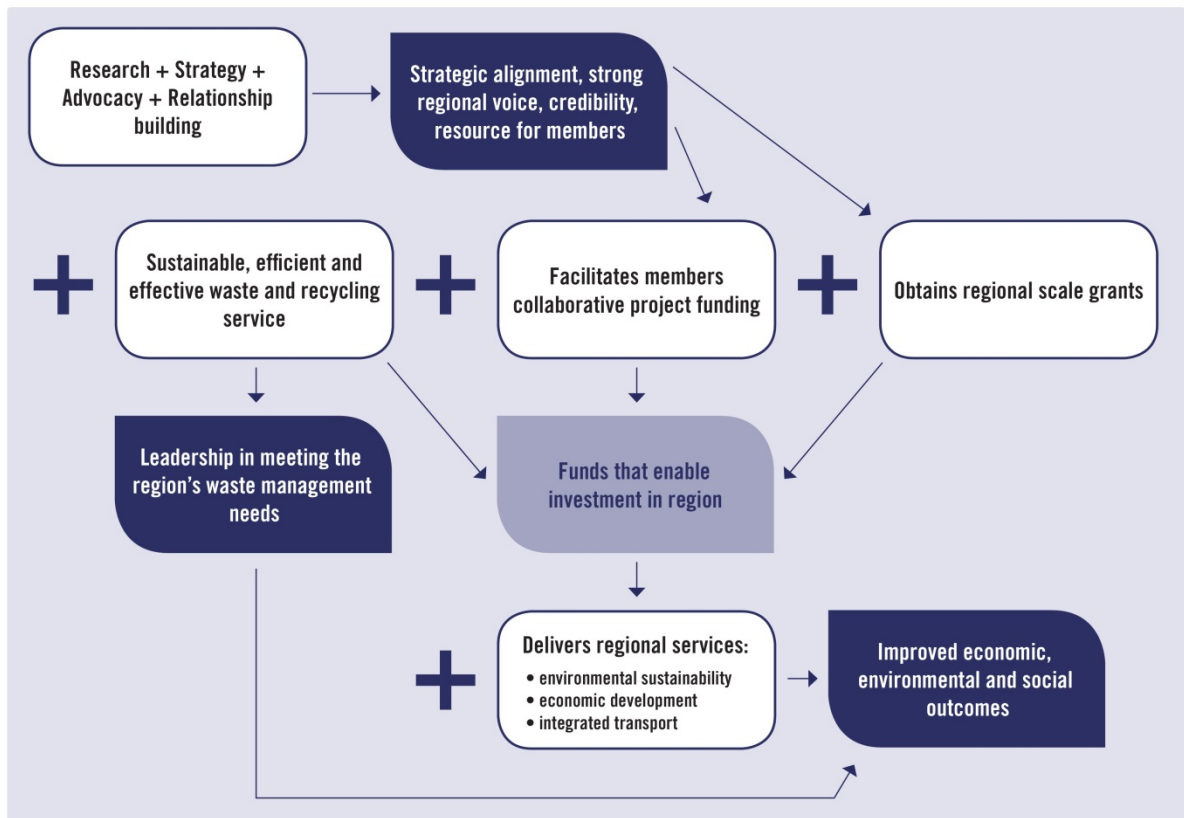 Research + Strategy +
Advocacy + Relationship
building
Strategic alignment, strong
regional voice, credibility,
resource for members
+
Sustainable, efficient and
effective waste and recycling
service
+
Facilitates members
collaborative project funding
+
Obtains regional scale grants
Leadership in meeting the
region’s waste management
needs
Funds that enable
investment in region
+
Delivers regional services:
• environmental sustainability
• economic development
• integrated transport
Improved economic,
environmental and social
outcomes